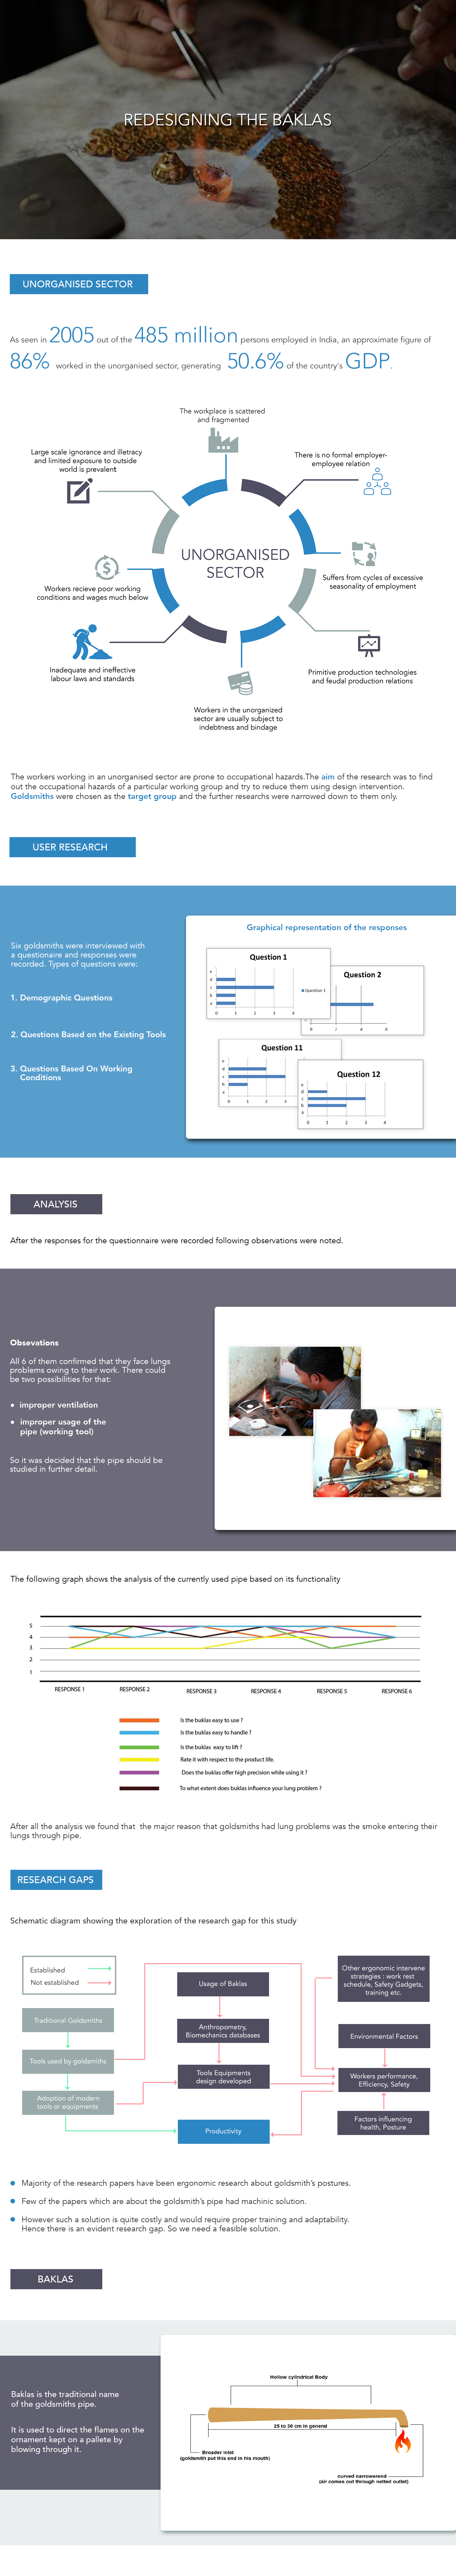 REDESIGNING THE BAKLAS
UNORGANISED SECTOR
As seen in 2005 out of the 485 million persons employed in India, an approximate figure of
86% worked in the unorganised sector, generating 50.6% of the country's GDP.
The workplace is scattered
and fragmented
Large scale ignorance and illetracy
and limited exposure to outside
world is prevalent
There is no formal employer-
employee relation
UNORGANISED
SECTOR
Workers recieve poor working
conditions and wages much below
Suffers from cycles of excessive
seasonality of employment
Inadequate and ineffective
labour laws and standards
Primitive production technologies
and feudal production relations
Workers in the unorganized
sector are usually subject to
indebtness and bindage
The workers working in an unorganised sector are prone to occupational hazards.The aim of the research was to find
out the occupational hazards of a particular working group and try to reduce them using design intervention.
Goldsmiths were chosen as the target group and the further researchs were narrowed down to them only.
USER RESEARCH
Six goldsmiths were interviewed with
a questionaire and responses were
recorded. Types of questions were:
1. Demographic Questions
2. Questions Based on the Existing Tools
3. Questions Based On Working
Conditions
Graphical representation of the responses
Question 1
e
d
c
b
a
0 1 2 3 4
Question 1
Question 2
0 2 4 6
Question 11
e
d
c
b
a
0 1 2 3
Question 12
e
d
c
b
a
0 1 2 3 4
ANALYSIS
After the responses for the questionnaire were recorded following observations were noted.
Obsevations
All 6 of them confirmed that they face lungs
problems owing to their work. There could
be two possibilities for that:
• improper ventilation
• improper usage of the
pipe (working tool)
So it was decided that the pipe should be
studied in further detail.
The following graph shows the analysis of the currently used pipe based on its functionality
5
4
3
2
1
RESPONSE 1 RESPONSE 2 RESPONSE 3 RESPONSE 4 RESPONSE 5 RESPONSE 6
Is the buklas easy to use ?
Is the buklas easy to handle ?
Is the buklas easy to lift ?
Rate it with respect to the product life.
Does the buklas offer high precision while using it ?
To what extent does buklas influence your lung problem ?
After all the analysis we found that the major reason that goldsmiths had lung problems was the smoke entering their
lungs through pipe.
RESEARCH GAPS
Schematic diagram showing the exploration of the research gap for this study
Established
Not established
Traditional Goldsmiths
Tools used by goldsmiths
Adoption of modern
tools or equipments
Usage of Baklas
Anthropometry,
Biomechanics databases
Tools Equipments
design developed
Productivity
Other ergonomic intervene
strategies : work rest
schedule, Safety Gadgets,
training etc.
Environmental Factors
Workers performance,
Efficiency, Safety
Factors influencing
health, Posture
• Majority of the research papers have been ergonomic research about goldsmith's postures.
• Few of the papers which are about the goldsmith's pipe had machinic solution.
• However such a solution is quite costly and would require proper training and adaptability.
Hence there is an evident research gap. So we need a feasible solution.
BAKLAS
Baklas is the traditional name
of the goldsmiths pipe.
It is used to direct the flames on the
ornament kept on a pallete by
blowing through it.
Hollow cylindrical Body
25 to 30 cm in general
Broader inlet
(goldsmith put this end in his mouth)
curved narrowerend
(air comes out through netted outlet)